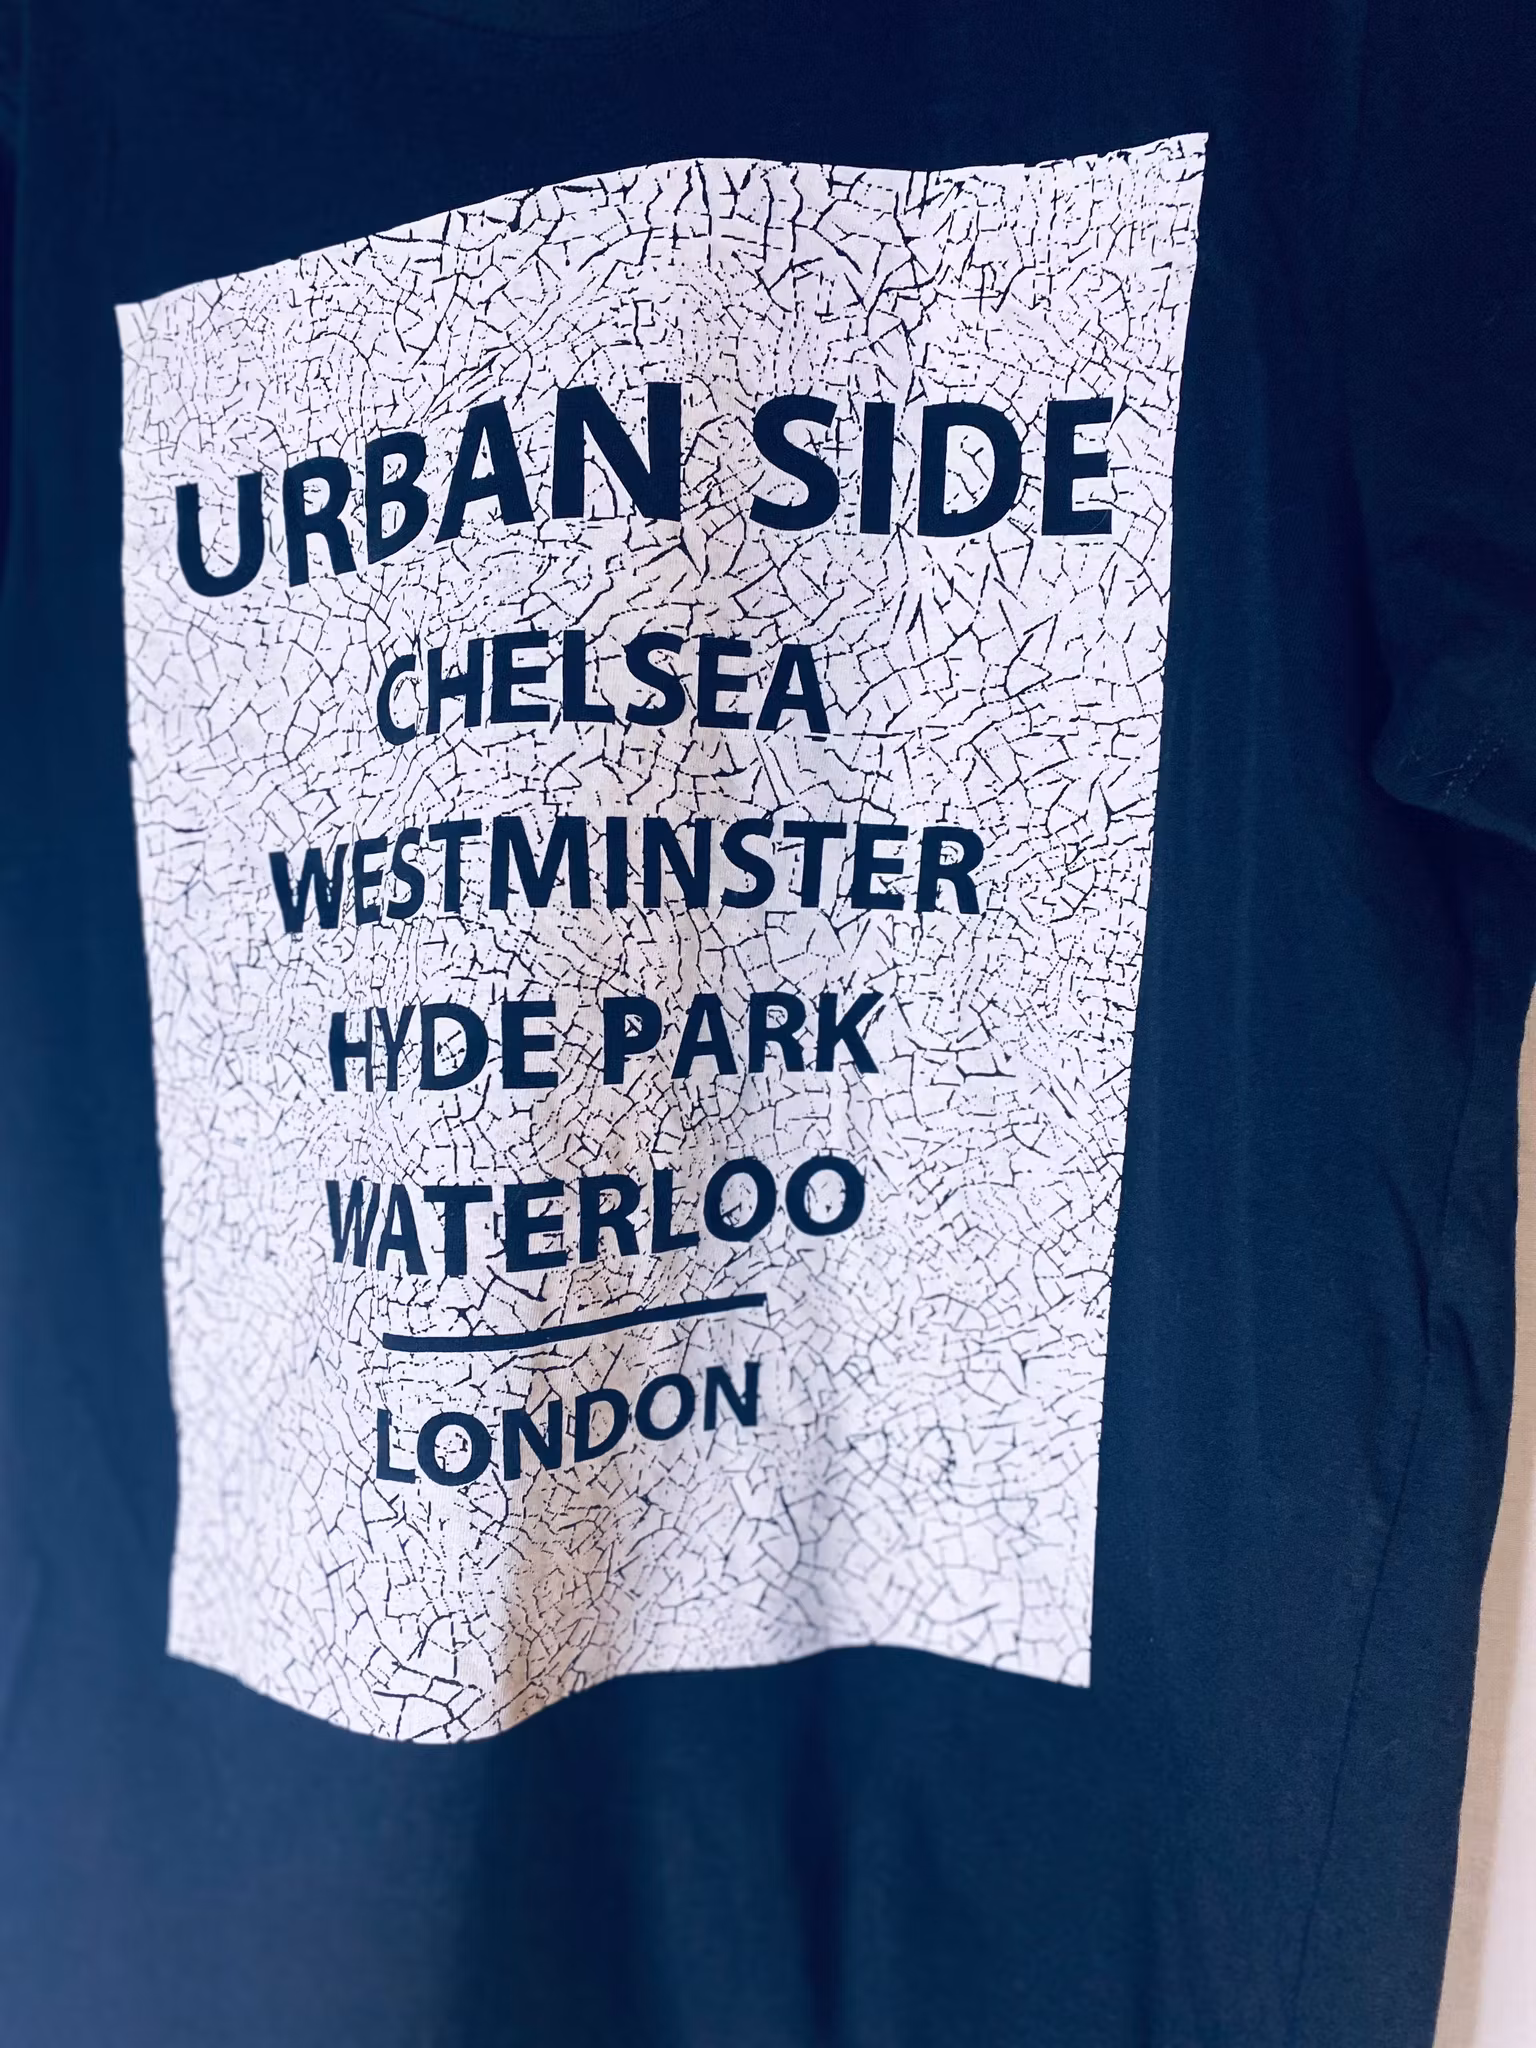 URBAN SIDE
CHELSEA
WESTMINSTER
HYDE PARK
WATERLOO
LONDON